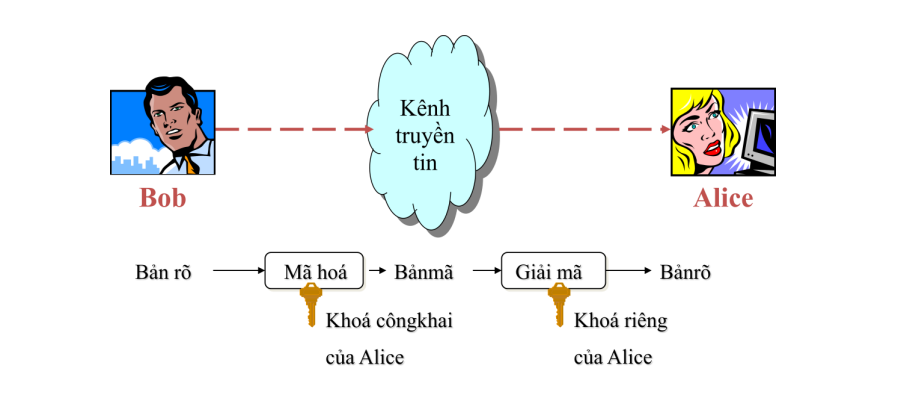 Kênh
truyền
tin
Bob
Alice
Bản rõ
Mã hoá
Bảnmã
Giải mã
Bảnrõ
Khoá côngkhai
của Alice
Khoá riêng
của Alice